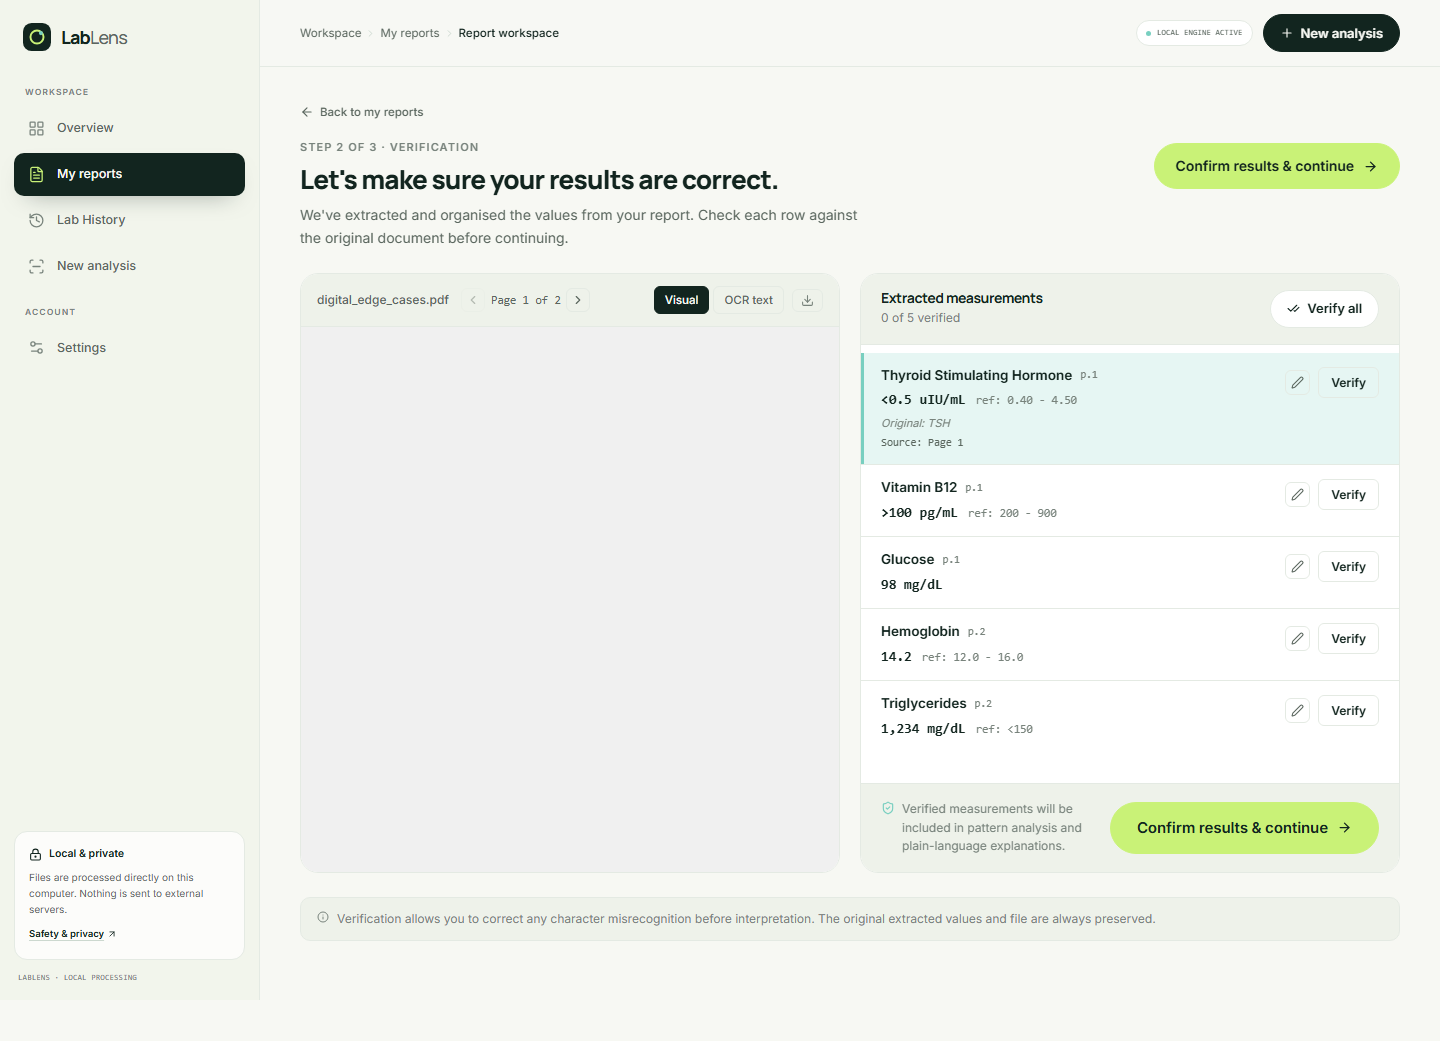 LabLens
WORKSPACE
Overview
My reports
Lab History
New analysis
ACCOUNT
Settings
Local & private
Files are processed directly on this
computer. Nothing is sent to external
servers.
Safety & privacy
LABLENS · LOCAL PROCESSING
Workspace
My reports
Report workspace
LOCAL ENGINE ACTIVE
New analysis
Back to my reports
STEP 2 OF 3 · VERIFICATION
Let's make sure your results are correct.
We've extracted and organised the values from your report. Check each row against
the original document before continuing.
Confirm results & continue
digital_edge_cases.pdf
Page 1 of 2
Visual
OCR text
Extracted measurements
0 of 5 verified
Verify all
Thyroid Stimulating Hormone p.1
<0.5 uIU/mL ref: 0.40 - 4.50
Original: TSH
Source: Page 1
Verify
Vitamin B12 p.1
>100 pg/mL ref: 200 - 900
Verify
Glucose p.1
98 mg/dL
Verify
Hemoglobin p.2
14.2 ref: 12.0 - 16.0
Verify
Triglycerides p.2
1,234 mg/dL ref: <150
Verify
Verified measurements will be
included in pattern analysis and
plain-language explanations.
Confirm results & continue
Verification allows you to correct any character misrecognition before interpretation. The original extracted values and file are always preserved.